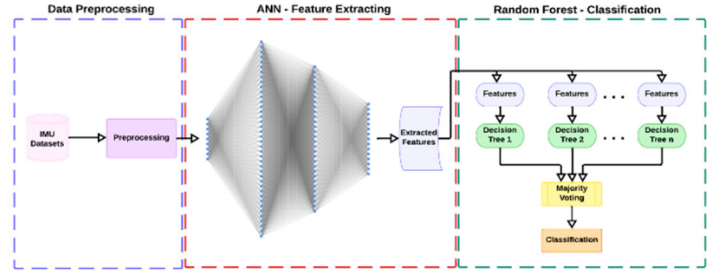 Data Preprocessing
ANN - Feature Extracting
Random Forest - Classification
IMU
Datasets
Preprocessing
Extracted
Features
Features
Features
. . .
Features
Decision
Tree 1
Decision
Tree 2
. . .
Decision
Tree n
Majority
Voting
Classification